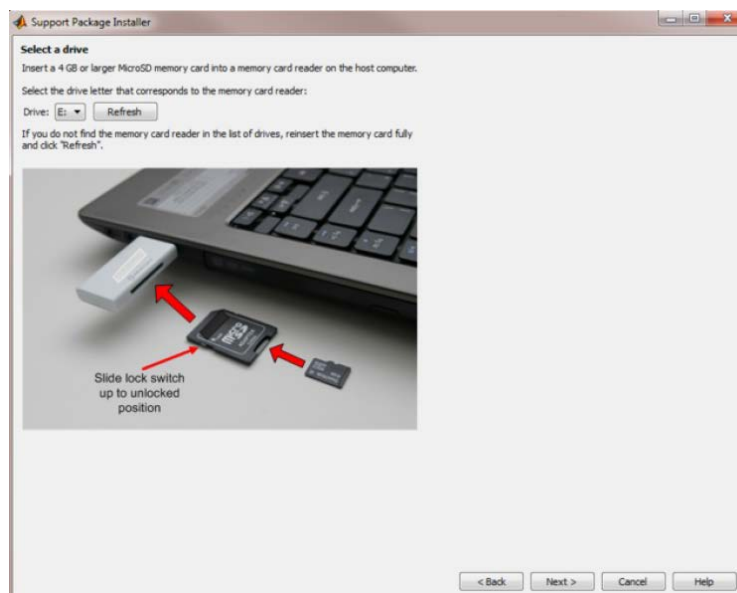 Support Package Installer
Select a drive
Insert a 4 GB or larger MicroSD memory card into a memory card reader on the host computer.
Select the drive letter that corresponds to the memory card reader:
Drive: E: Refresh
If you do not find the memory card reader in the list of drives, reinsert the memory card fully
and click "Refresh".
micro
SD
Slide lock switch
up to unlocked
position
< Back Next > Cancel Help